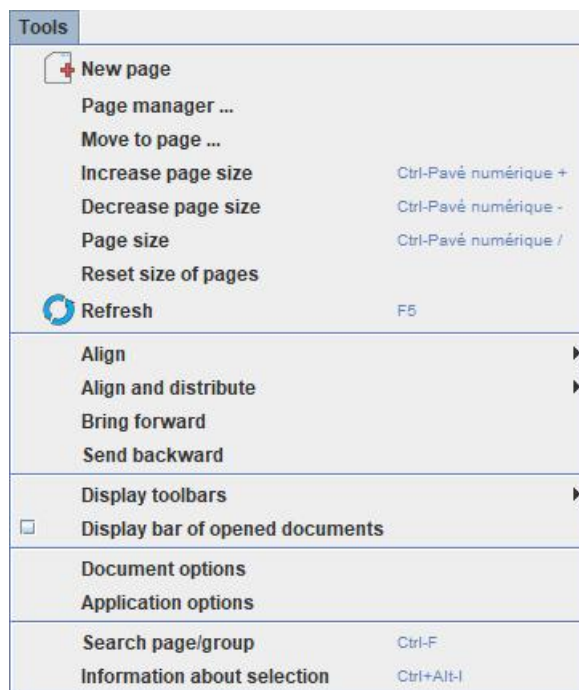 Tools
New page
Page manager ...
Move to page ...
Increase page size Ctrl-Pavé numérique +
Decrease page size Ctrl-Pavé numérique -
Page size Ctrl-Pavé numérique /
Reset size of pages
Refresh F5
Align
Align and distribute
Bring forward
Send backward
Display toolbars
Display bar of opened documents
Document options
Application options
Search page/group Ctrl-F
Information about selection Ctrl+Alt-I